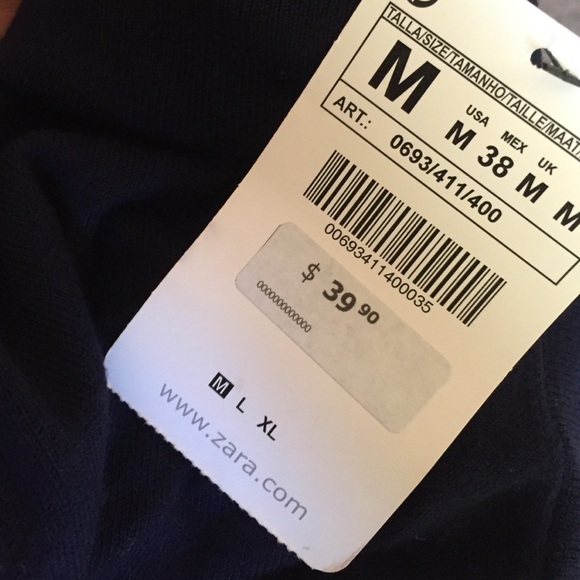 TALLA/SIZE/TAMANHO/TAILLE/MAAT
M
USA MEX UK
M 38 M M
ART.: 0693/411/400
00693411400035
$ 39 90
000000000000
M L XL
www.zara.com